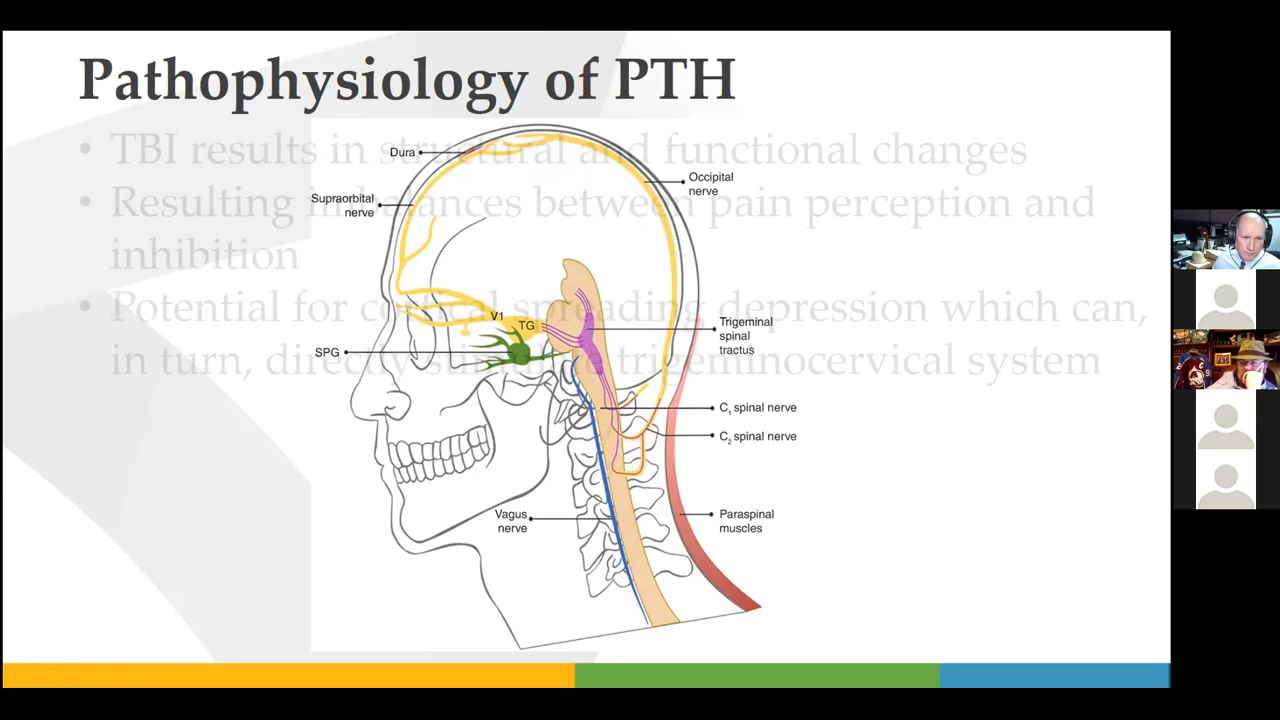 Pathophysiology of PTH
• TBI results in structural and functional changes
• Resulting imbalances between pain perception and
inhibition
• Potential for cortical spreading depression which can,
in turn, directly stimulate trigeminocervical system
Dura
Supraorbital
nerve
Occipital
nerve
V1
TG
SPG
Trigeminal
spinal
tractus
C1 spinal nerve
C2 spinal nerve
Vagus
nerve
Paraspinal
muscles